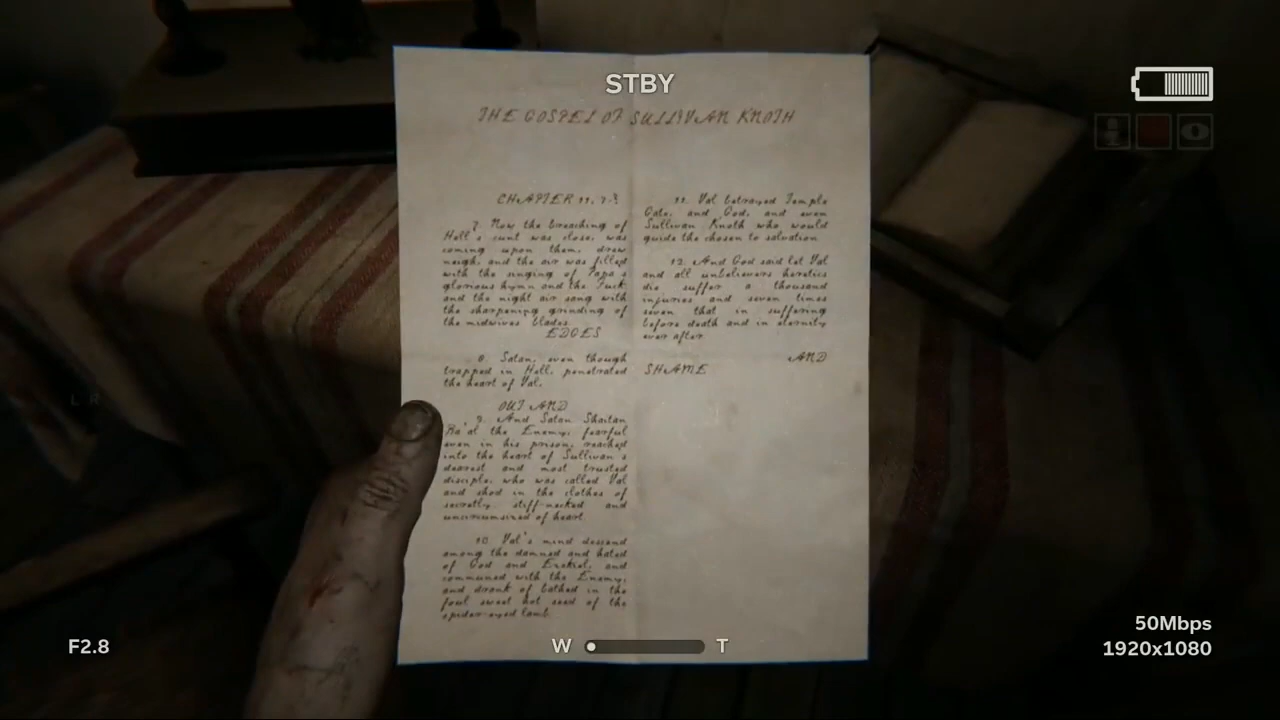 STBY
THE GOSPEL OF SULLIVAN KNOTH
CHAPTER 11, 7-
7. Now the breaching of
Hell's cunt was close, was
coming upon them, drew
neigh, and the air was filled
with the singing of Papa's
glorious hymn and the Fuck
and the night air sang with
the sharpening grinding of
the midwives blades.
EDOES
8. Satan, even though
trapped in Hell, penetrated
the heart of Val.
OUT AND
9. And Satan Shaitan
Ba'al the Enemy, fearful
even in his prison, reached
into the heart of Sullivan's
dearest and most trusted
disciple, who was called Val
and shod in the clothes of
secretly stiff-necked and
uncircumsized of heart.
10. Val's mind descend
among the damned and hated
of God and Ezekiel, and
communed with the Enemy,
and drank of bathed in the
foul sweet hot seed of the
spider-eyed lamb.
11. Val betrayed Temple
Gate, and God, and even
Sullivan Knoth who would
guide the chosen to salvation
12. And God said let Val
and all unbelievers heretics
die suffer a thousand
injuries and seven times
seven that in suffering
before death and in eternity
ever after
AND
SHAME
L R
F2.8
W T
50Mbps
1920x1080